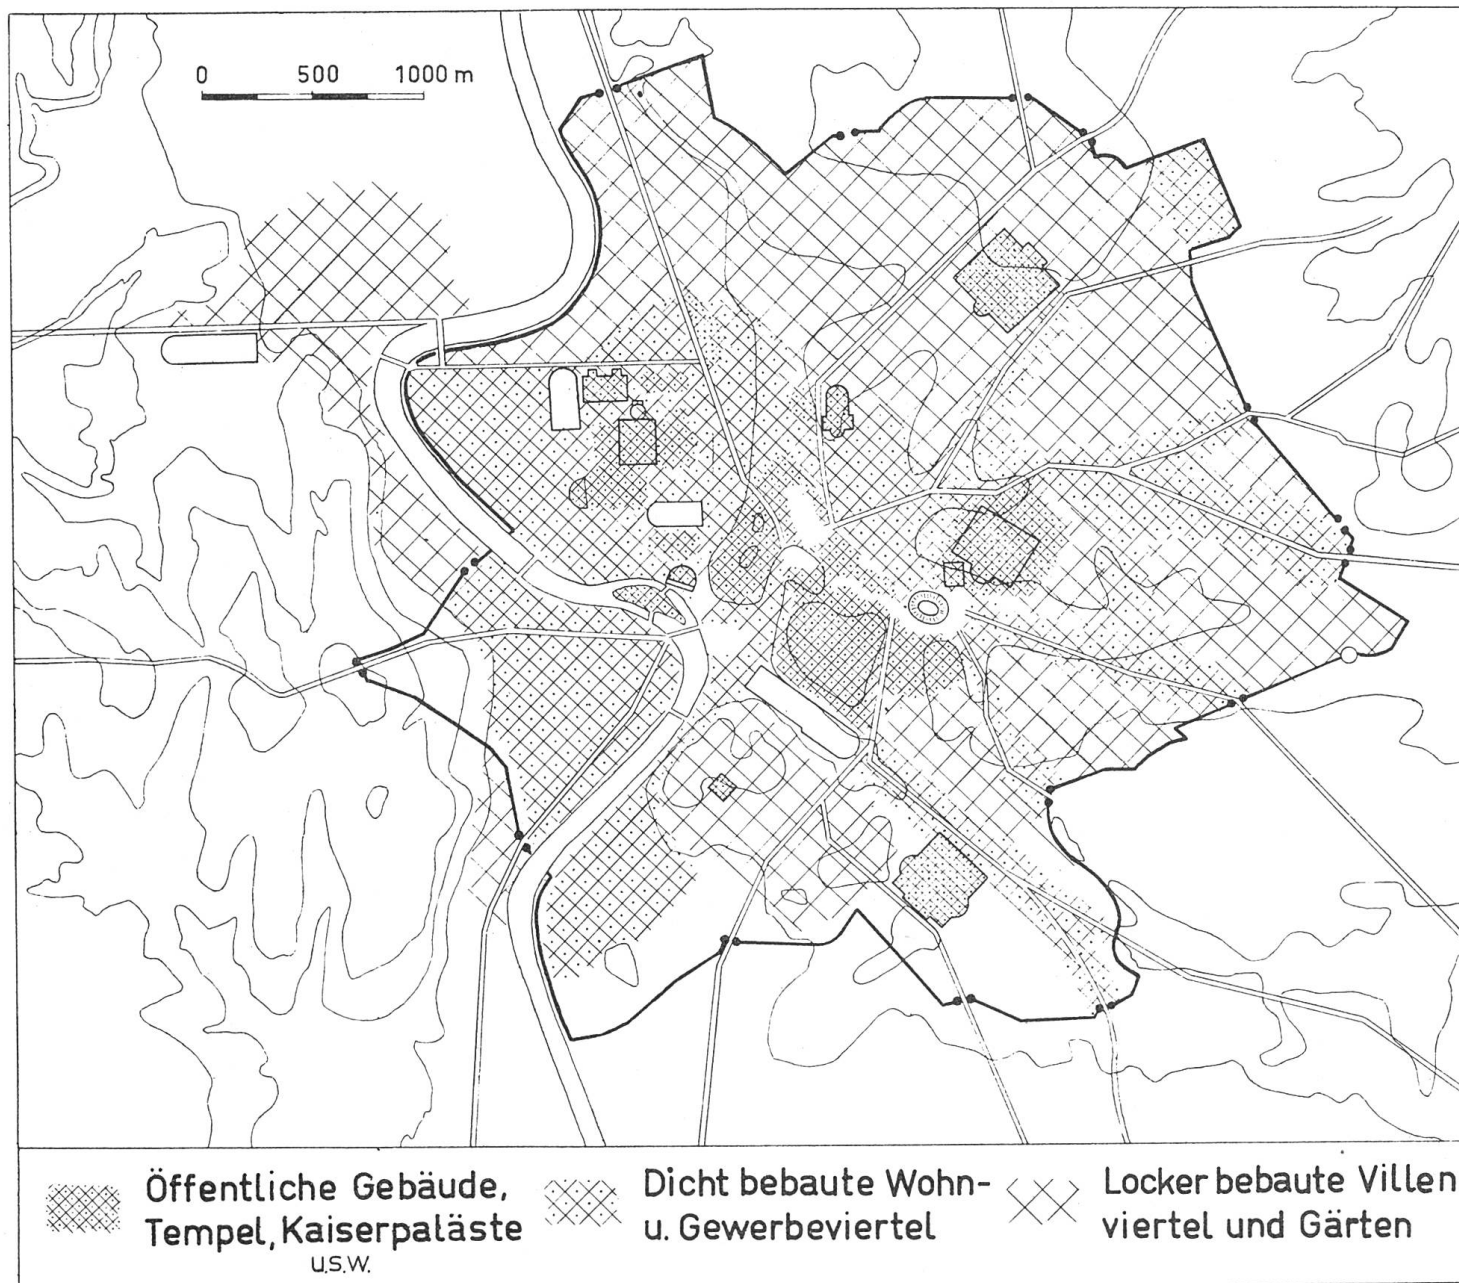 0 500 1000 m
Öffentliche Gebäude,
Tempel, Kaiserpaläste
u.s.w.
Dicht bebaute Wohn-
u. Gewerbeviertel
Locker bebaute Villen
viertel und Gärten